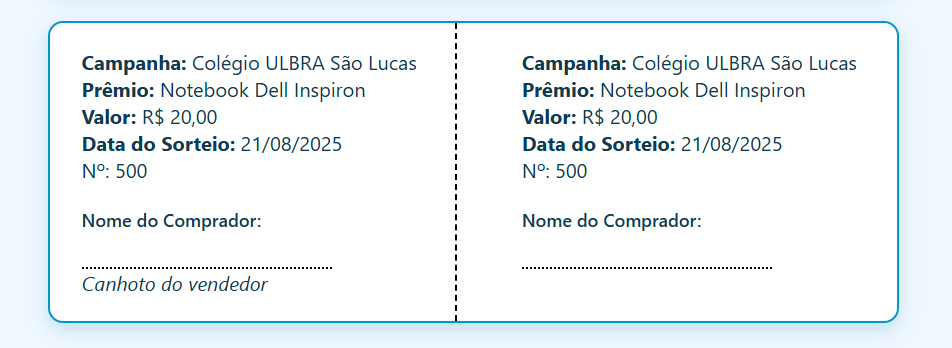 Campanha: Colégio ULBRA São Lucas
Prêmio: Notebook Dell Inspiron
Valor: R$ 20,00
Data do Sorteio: 21/08/2025
Nº: 500
Nome do Comprador:
Canhoto do vendedor
Campanha: Colégio ULBRA São Lucas
Prêmio: Notebook Dell Inspiron
Valor: R$ 20,00
Data do Sorteio: 21/08/2025
Nº: 500
Nome do Comprador: